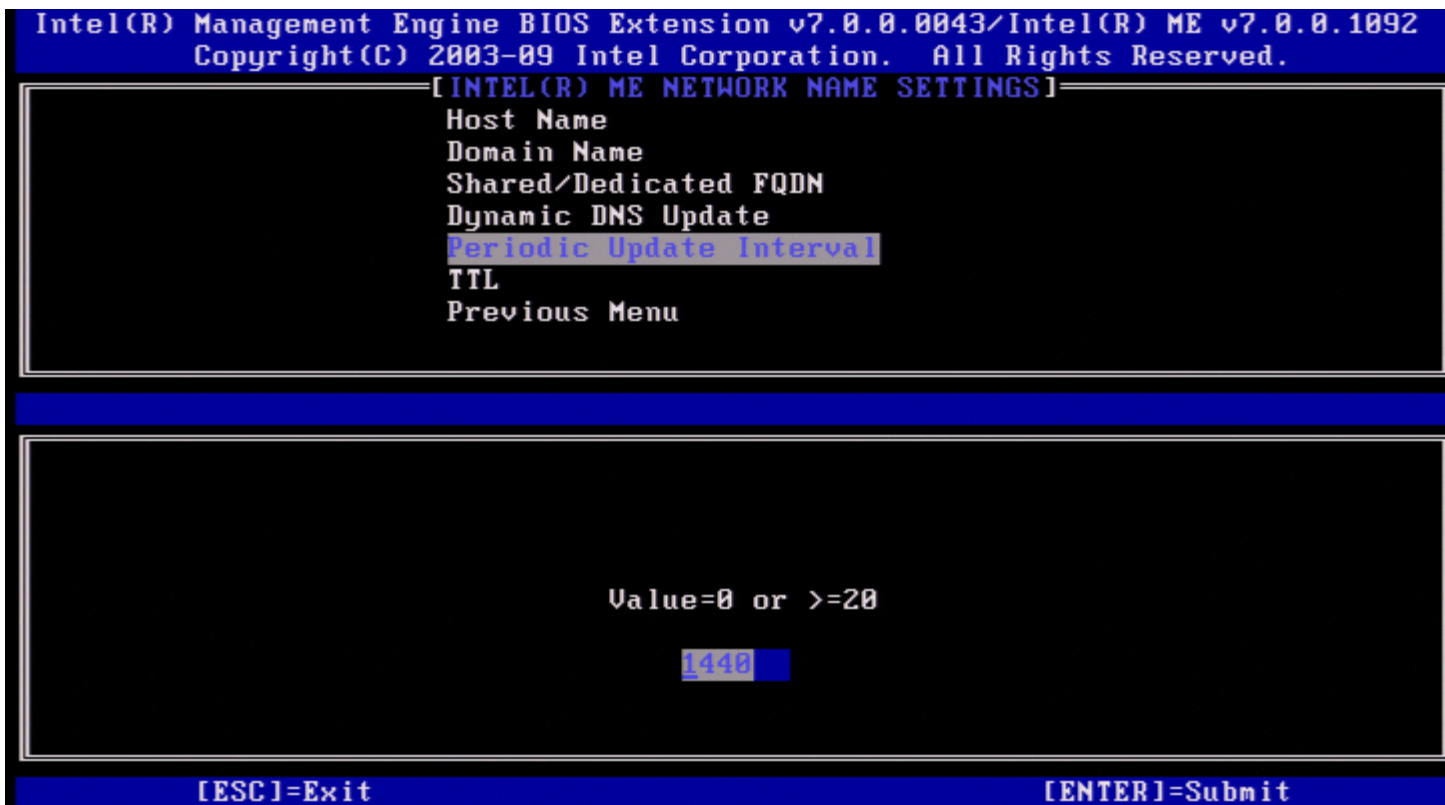 Intel(R) Management Engine BIOS Extension v7.0.0.0043/Intel(R) ME v7.0.0.1092
Copyright(C) 2003-09 Intel Corporation.  All Rights Reserved.
[INTEL(R) ME NETWORK NAME SETTINGS]
Host Name
Domain Name
Shared/Dedicated FQDN
Dynamic DNS Update
Periodic Update Interval
TTL
Previous Menu
Value=0 or >=20
1440
[ESC]=Exit [ENTER]=Submit